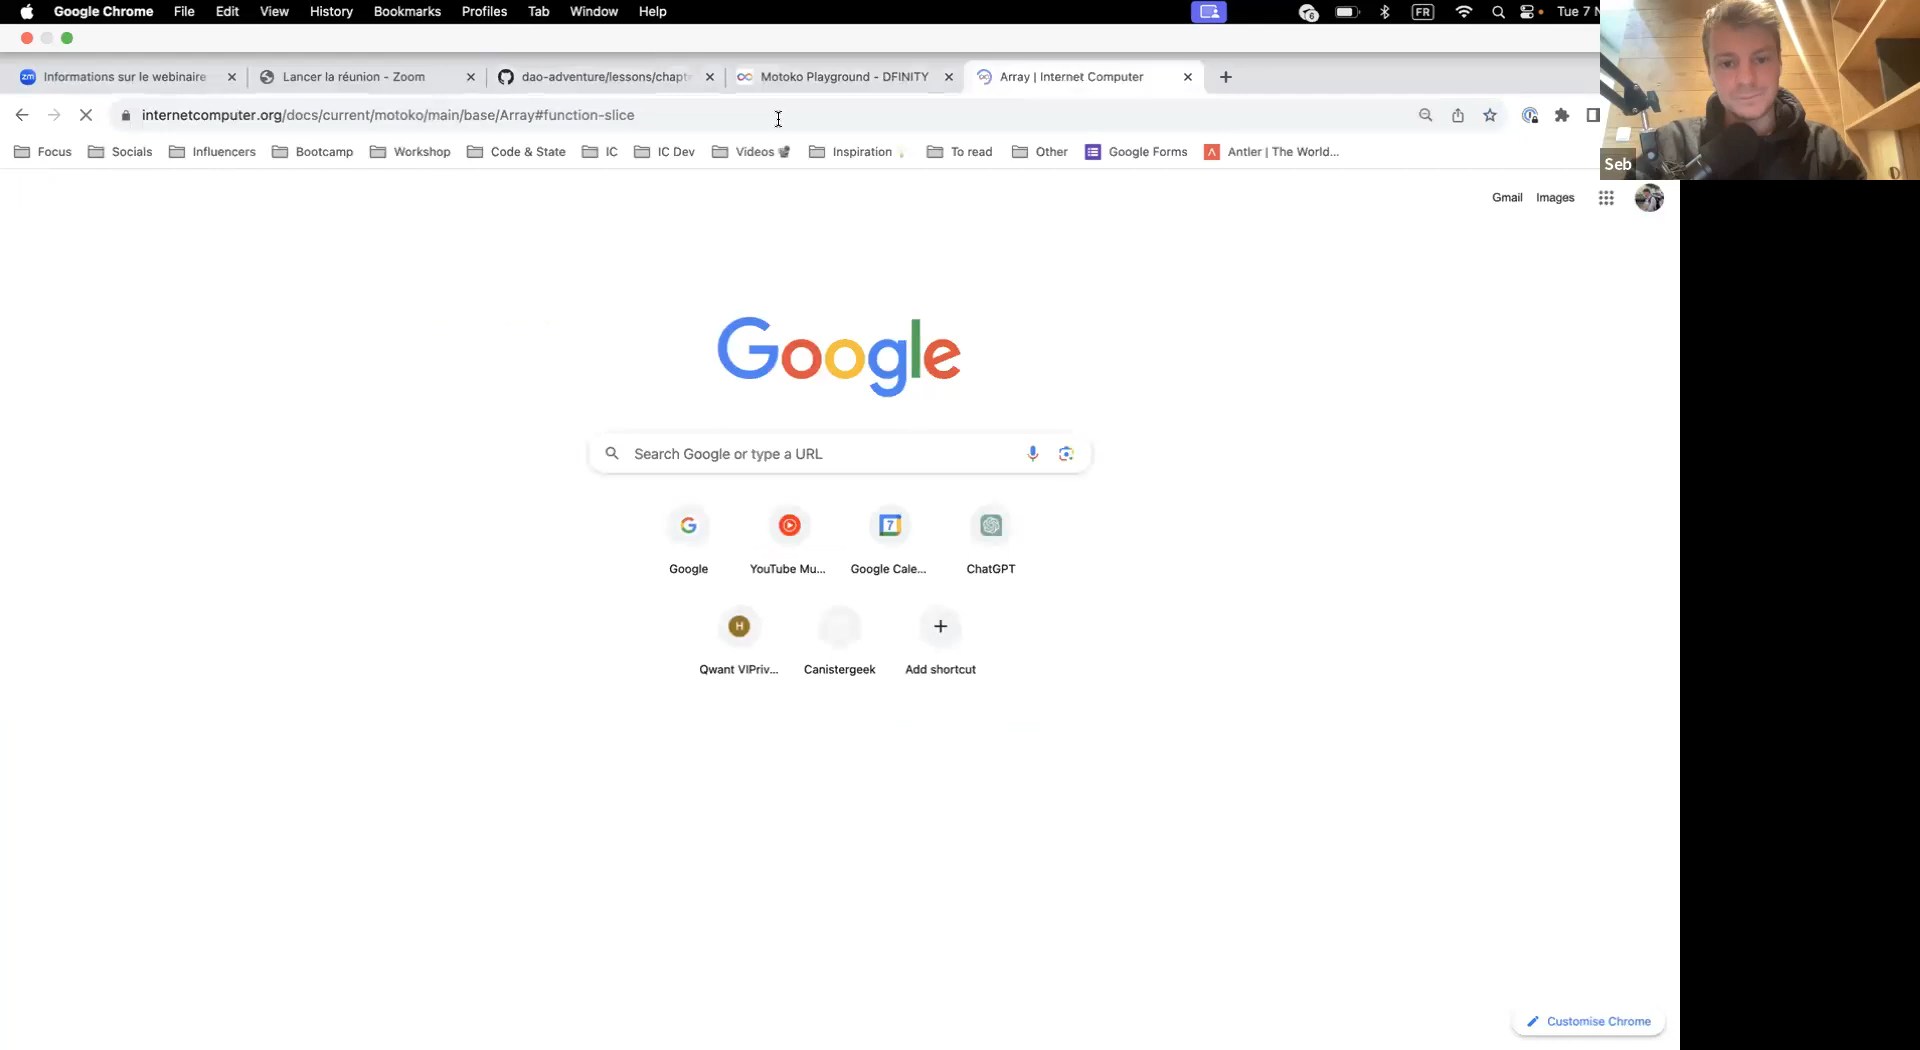 Google Chrome File Edit View History Bookmarks Profiles Tab Window Help 6 FR Tue 7
zm Informations sur le webinaire Lancer la réunion - Zoom dao-adventure/lessons/chapt Motoko Playground - DFINITY Array | Internet Computer
internetcomputer.org/docs/current/motoko/main/base/Array#function-slice
Focus Socials Influencers Bootcamp Workshop Code & State IC IC Dev Videos Inspiration To read Other Google Forms Antler | The World...
Seb
Gmail Images
Google
Search Google or type a URL
7
Google YouTube Mu... Google Cale... ChatGPT
H
Qwant VIPriv... Canistergeek Add shortcut
Customise Chrome